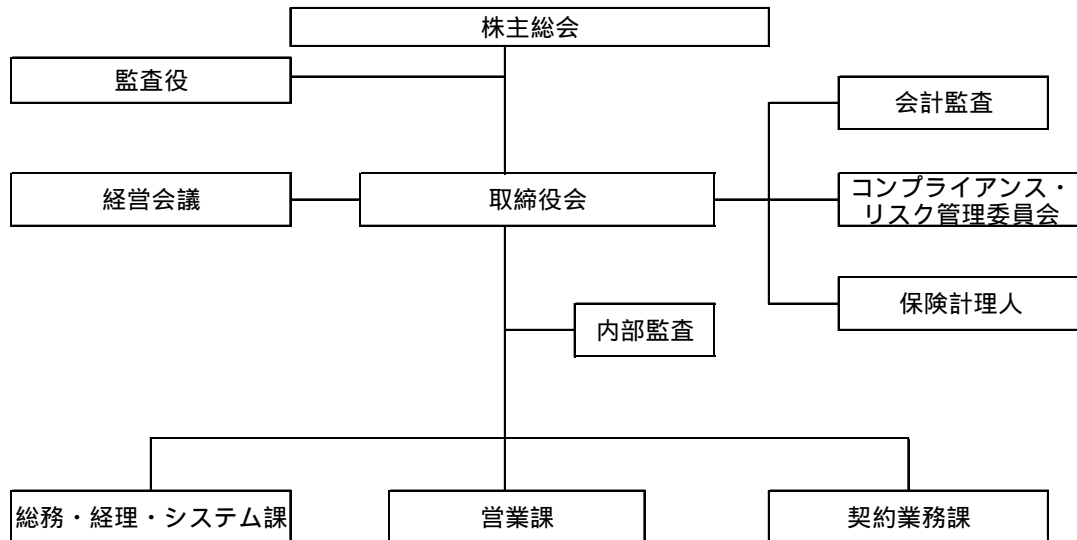 株主総会
監査役
会計監査
経営会議
取締役会
コンプライアンス・
リスク管理委員会
保険計理人
内部監査
総務・経理・システム課
営業課
契約業務課